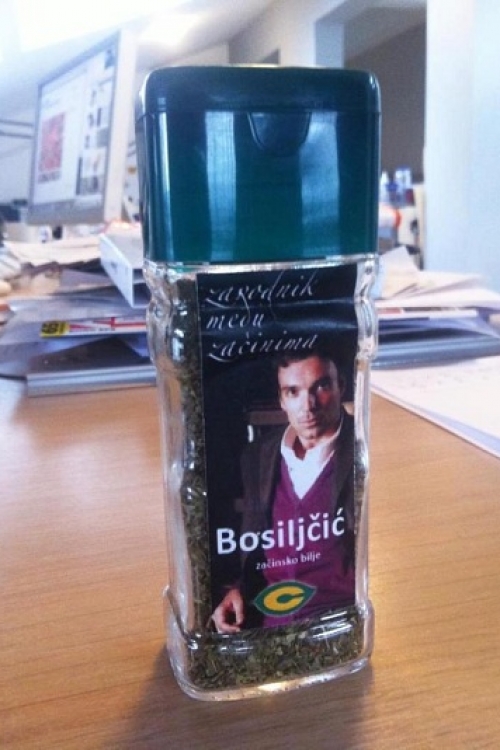 zavodnik
među
začinima
Bosiljčić
začinsko bilje
C